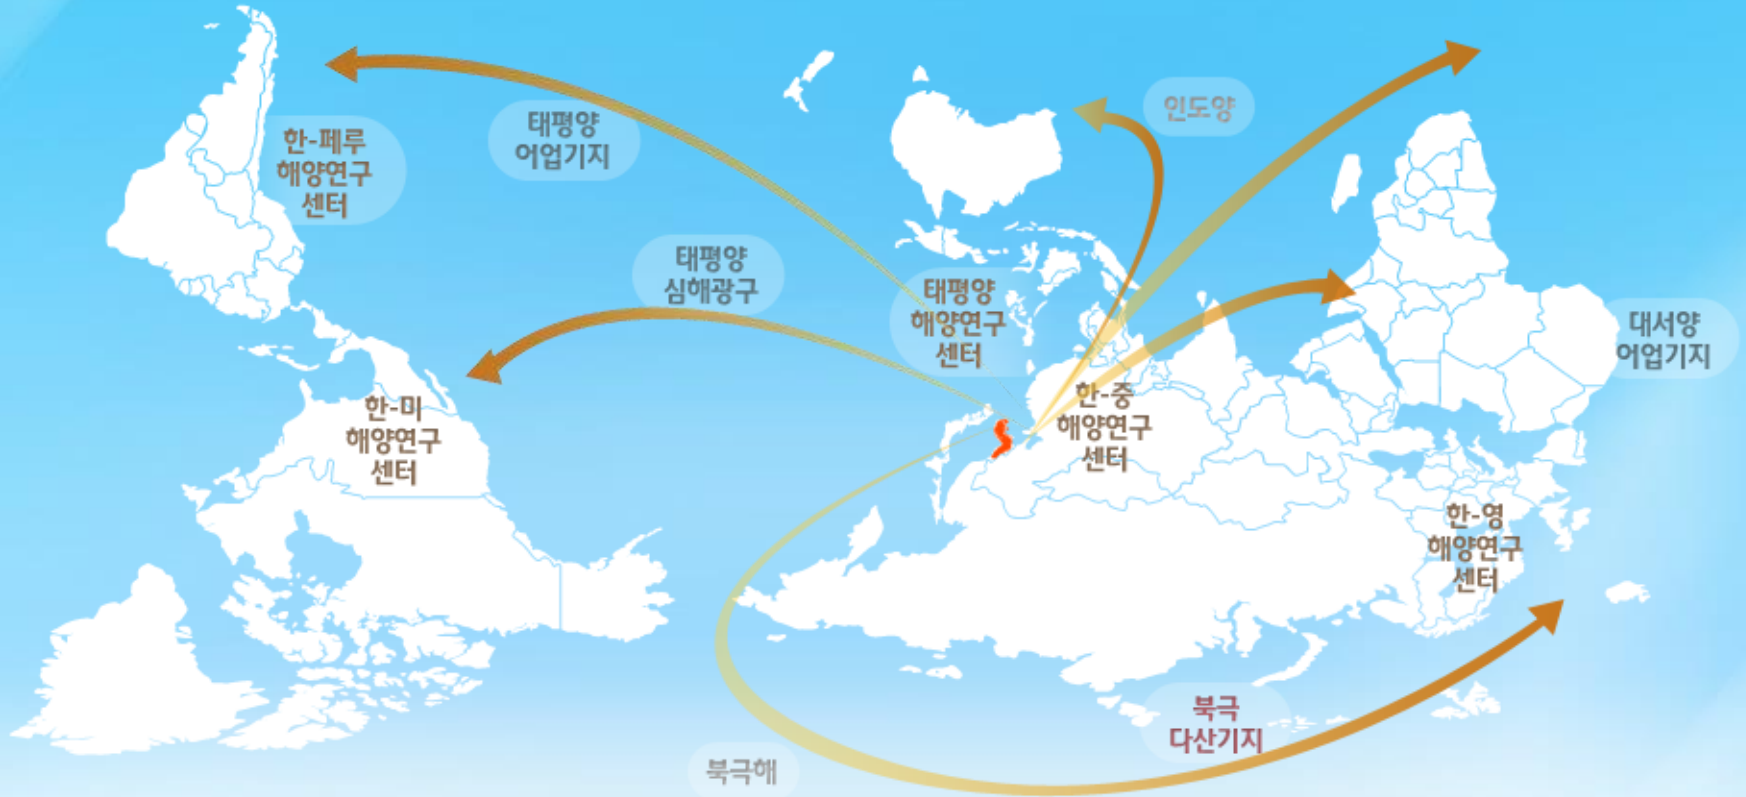 한-페루
해양연구
센터
태평양
어업기지
인도양
태평양
심해광구
태평양
해양연구
센터
대서양
어업기지
한-미
해양연구
센터
한-중
해양연구
센터
한-영
해양연구
센터
북극
다산기지
북극해